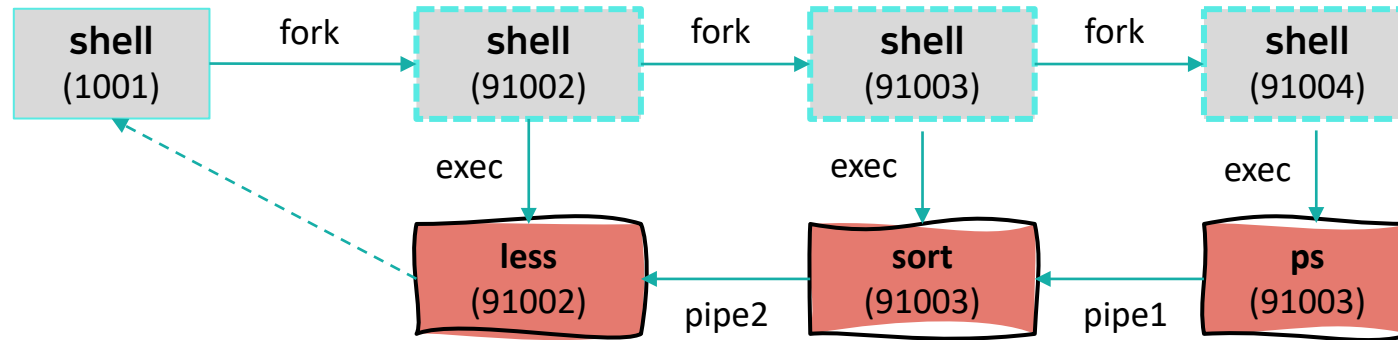 shell
(1001)
fork
shell
(91002)
fork
shell
(91003)
fork
shell
(91004)
exec
exec
exec
less
(91002)
pipe2
sort
(91003)
pipe1
ps
(91003)